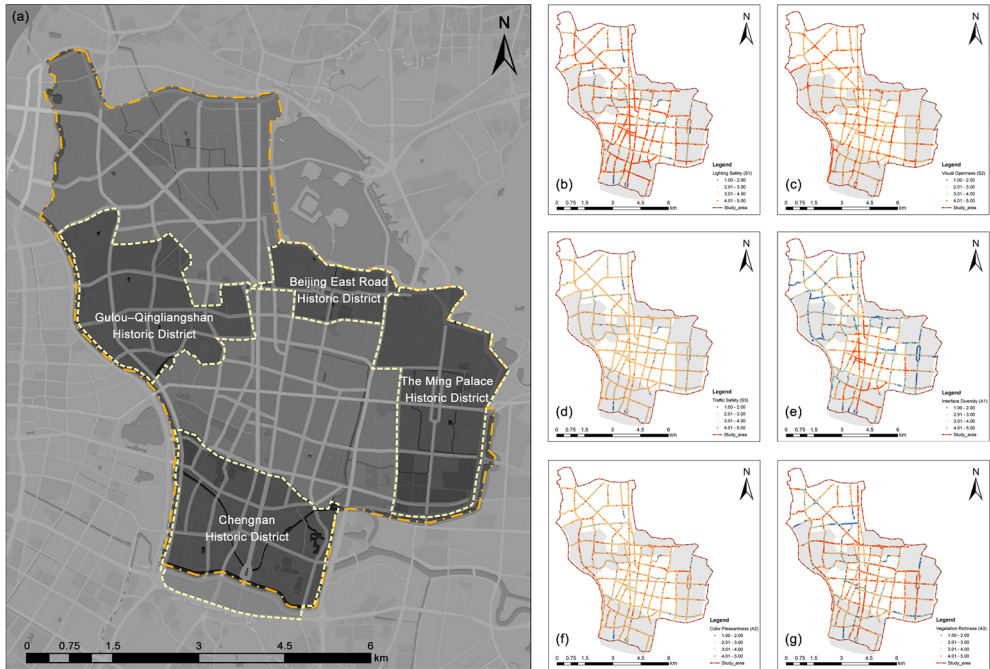 (a)
N
Beijing East Road
Historic District
Gulou–Qingliangshan
Historic District
The Ming Palace
Historic District
Chengnan
Historic District
0 0.75 1.5 3 4.5 6
km
N
(b)
Legend
Lighting Safety (S1)
1.00 - 2.00
2.01 - 3.00
3.01 - 4.00
4.01 - 5.00
Study_area
0 0.75 1.5 3 4.5 6
km
N
(c)
Legend
Visual Openness (S2)
1.00 - 2.00
2.01 - 3.00
3.01 - 4.00
4.01 - 5.00
Study_area
0 0.75 1.5 3 4.5 6
km
N
(d)
Legend
Traffic Safety (S3)
1.00 - 2.00
2.01 - 3.00
3.01 - 4.00
4.01 - 5.00
Study_area
0 0.75 1.5 3 4.5 6
km
N
(e)
Legend
Interface Diversity (A1)
1.00 - 2.00
2.01 - 3.00
3.01 - 4.00
4.01 - 5.00
Study_area
0 0.75 1.5 3 4.5 6
km
N
(f)
Legend
Color Pleasantness (A2)
1.00 - 2.00
2.01 - 3.00
3.01 - 4.00
4.01 - 5.00
Study_area
0 0.75 1.5 3 4.5 6
km
N
(g)
Legend
Vegetation Richness (A3)
1.00 - 2.00
2.01 - 3.00
3.01 - 4.00
4.01 - 5.00
Study_area
0 0.75 1.5 3 4.5 6
km